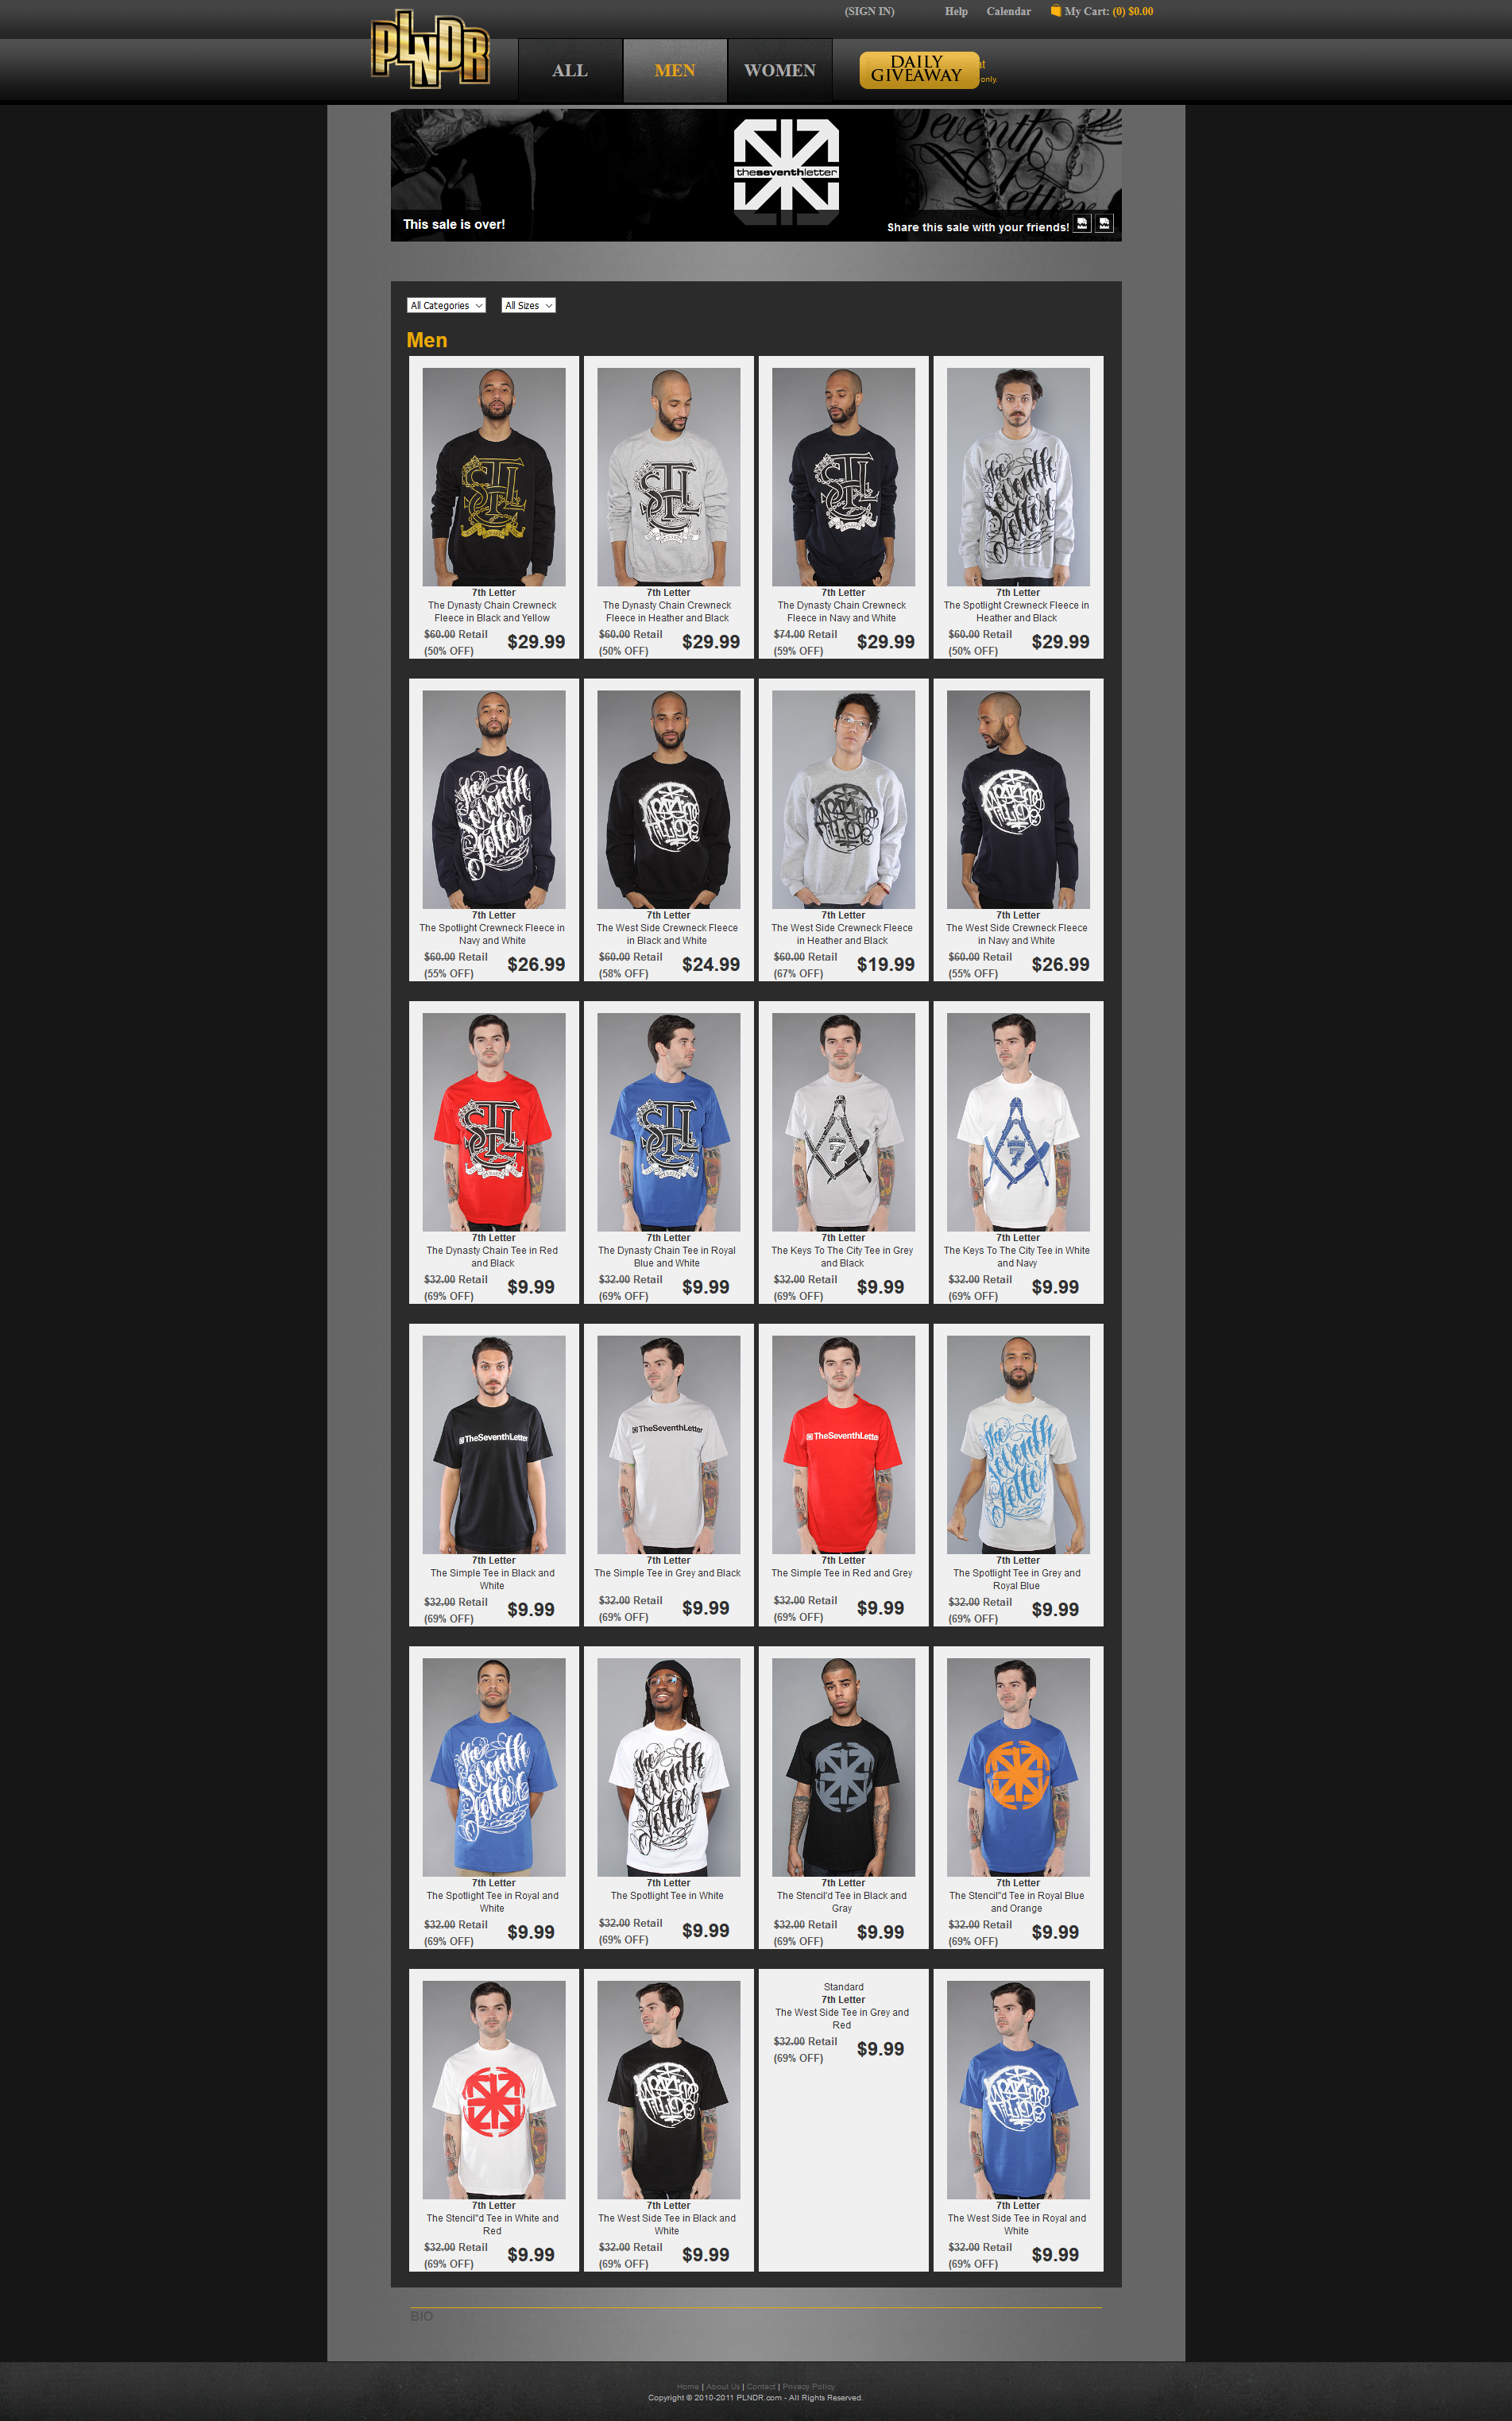 (SIGN IN) Help Calendar My Cart: (0) $0.00
PLNDR
ALL MEN WOMEN
DAILY
GIVEAWAY
only.
theseventhletter
This sale is over!
Share this sale with your friends!
All Categories All Sizes
Men
7th Letter
The Dynasty Chain Crewneck
Fleece in Black and Yellow
$60.00 Retail
(50% OFF)
$29.99
7th Letter
The Dynasty Chain Crewneck
Fleece in Heather and Black
$60.00 Retail
(50% OFF)
$29.99
7th Letter
The Dynasty Chain Crewneck
Fleece in Navy and White
$74.00 Retail
(59% OFF)
$29.99
7th Letter
The Spotlight Crewneck Fleece in
Heather and Black
$60.00 Retail
(50% OFF)
$29.99
7th Letter
The Spotlight Crewneck Fleece in
Navy and White
$60.00 Retail
(55% OFF)
$26.99
7th Letter
The West Side Crewneck Fleece
in Black and White
$60.00 Retail
(58% OFF)
$24.99
7th Letter
The West Side Crewneck Fleece
in Heather and Black
$60.00 Retail
(67% OFF)
$19.99
7th Letter
The West Side Crewneck Fleece
in Navy and White
$60.00 Retail
(55% OFF)
$26.99
7th Letter
The Dynasty Chain Tee in Red
and Black
$32.00 Retail
(69% OFF)
$9.99
7th Letter
The Dynasty Chain Tee in Royal
Blue and White
$32.00 Retail
(69% OFF)
$9.99
7th Letter
The Keys To The City Tee in Grey
and Black
$32.00 Retail
(69% OFF)
$9.99
7th Letter
The Keys To The City Tee in White
and Navy
$32.00 Retail
(69% OFF)
$9.99
TheSeventhLetter
7th Letter
The Simple Tee in Black and
White
$32.00 Retail
(69% OFF)
$9.99
TheSeventhLetter
7th Letter
The Simple Tee in Grey and Black
$32.00 Retail
(69% OFF)
$9.99
TheSeventhLetter
7th Letter
The Simple Tee in Red and Grey
$32.00 Retail
(69% OFF)
$9.99
7th Letter
The Spotlight Tee in Grey and
Royal Blue
$32.00 Retail
(69% OFF)
$9.99
7th Letter
The Spotlight Tee in Royal and
White
$32.00 Retail
(69% OFF)
$9.99
7th Letter
The Spotlight Tee in White
$32.00 Retail
(69% OFF)
$9.99
7th Letter
The Stencil'd Tee in Black and
Gray
$32.00 Retail
(69% OFF)
$9.99
7th Letter
The Stencil"d Tee in Royal Blue
and Orange
$32.00 Retail
(69% OFF)
$9.99
7th Letter
The Stencil"d Tee in White and
Red
$32.00 Retail
(69% OFF)
$9.99
7th Letter
The West Side Tee in Black and
White
$32.00 Retail
(69% OFF)
$9.99
Standard
7th Letter
The West Side Tee in Grey and
Red
$32.00 Retail
(69% OFF)
$9.99
7th Letter
The West Side Tee in Royal and
White
$32.00 Retail
(69% OFF)
$9.99
BIO
Home | About Us | Contact | Privacy Policy
Copyright © 2010-2011 PLNDR.com - All Rights Reserved.